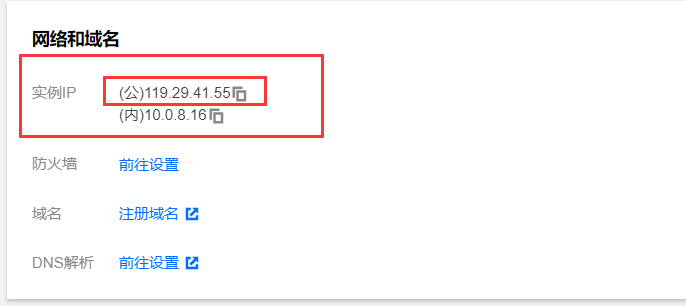 网络和域名
实例IP (公)119.29.41.55
(内)10.0.8.16
防火墙 前往设置
域名 注册域名
DNS解析 前往设置